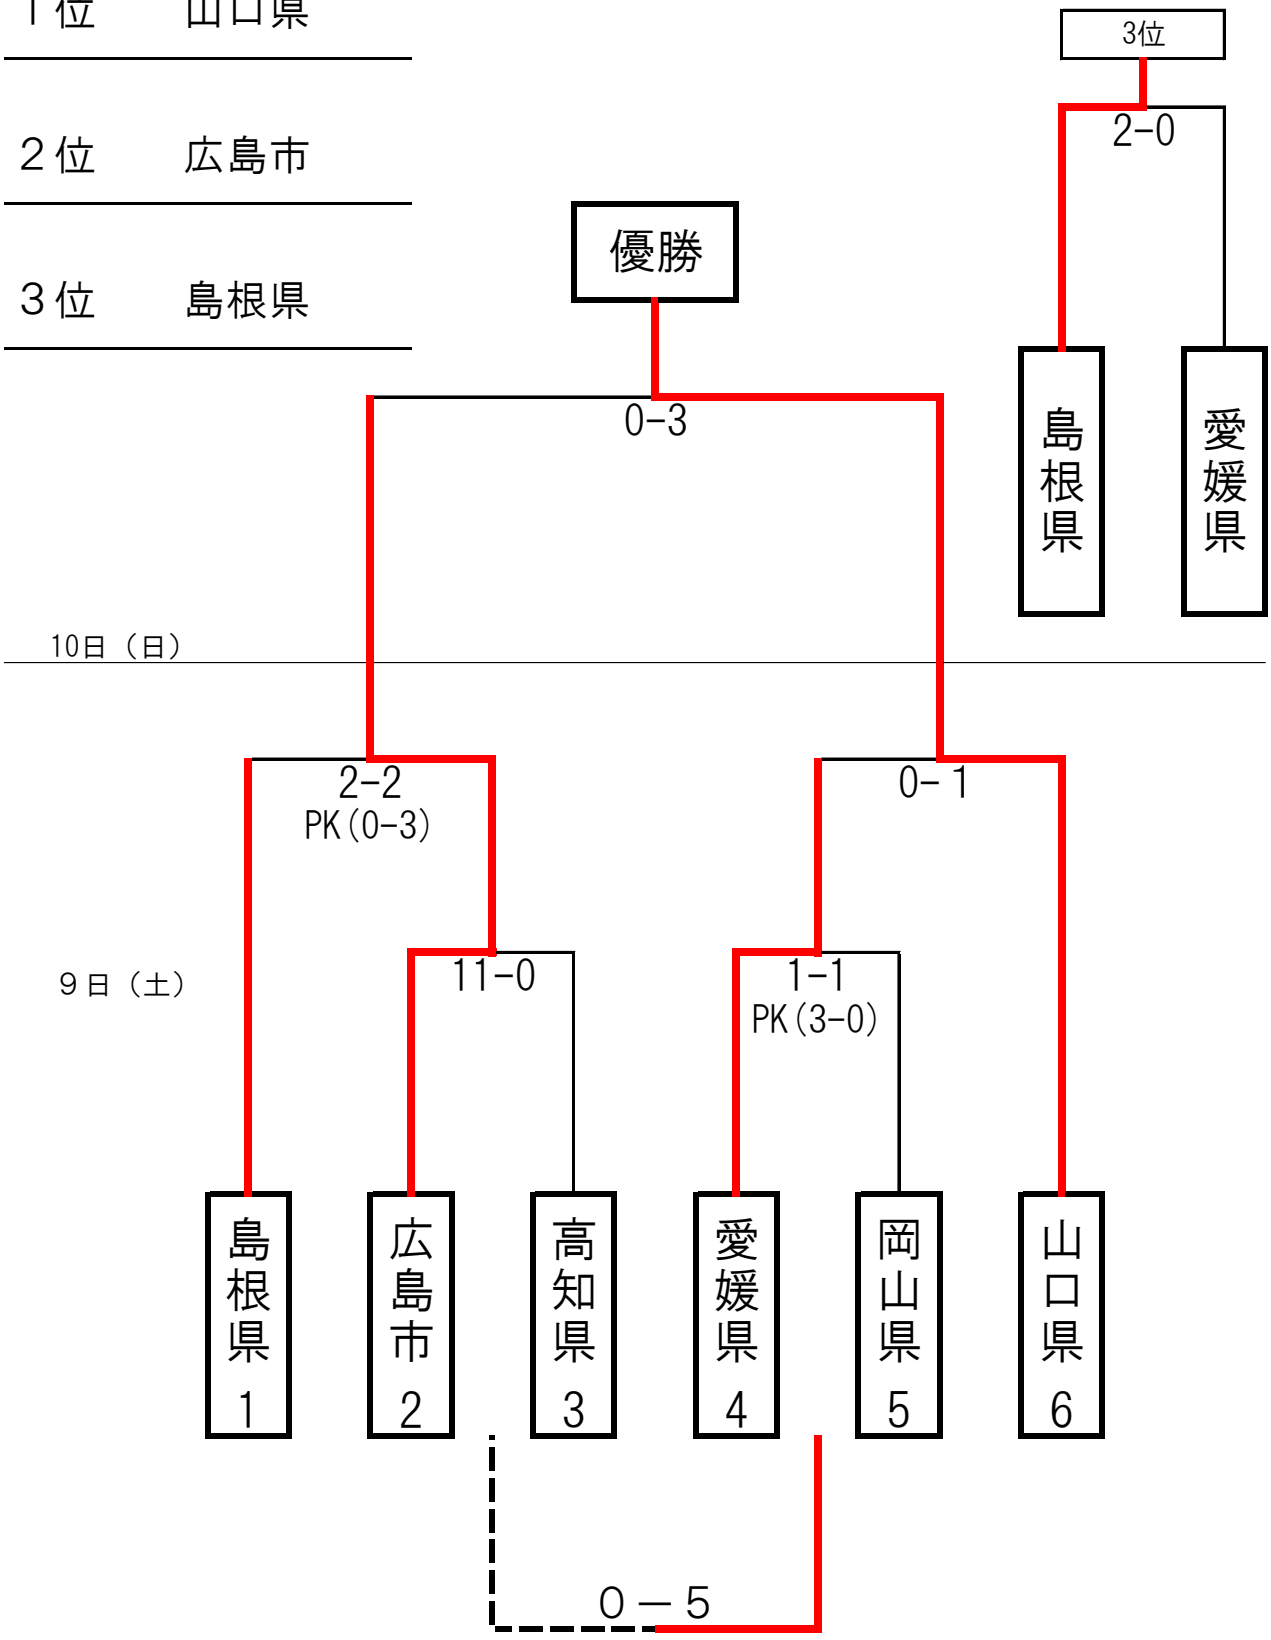 1位 山口県
3位
2-0
2位 広島市
優勝
3位 島根県
0-3
島根県
愛媛県
10日（日）
2-2
PK(0-3)
0-1
9日（土）
11-0
1-1
PK(3-0)
島根県1
広島市2
高知県3
愛媛県4
岡山県5
山口県6
０－５